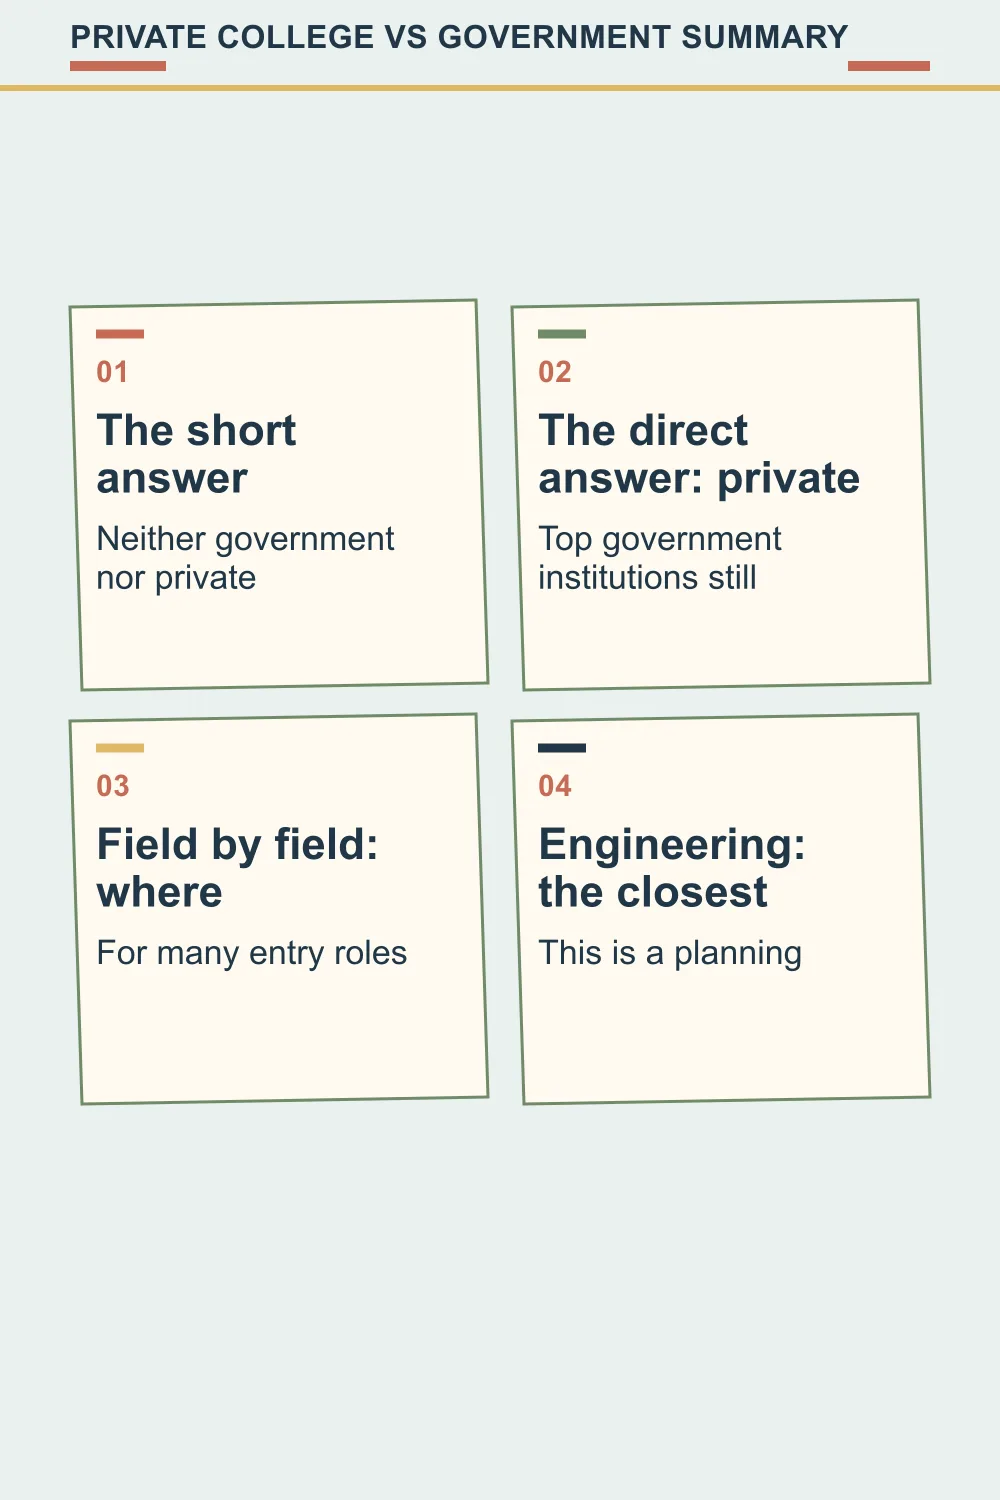 PRIVATE COLLEGE VS GOVERNMENT SUMMARY
01
The short
answer
Neither government
nor private
02
The direct
answer: private
Top government
institutions still
03
Field by field:
where
For many entry roles
04
Engineering:
the closest
This is a planning